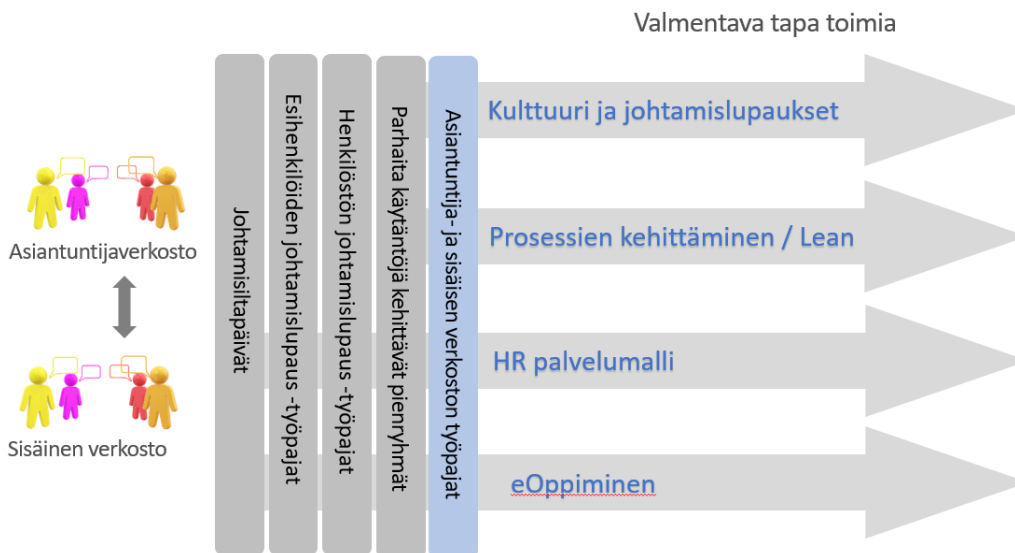 Valmentava tapa toimia
Asiantuntijaverkosto
Sisäinen verkosto
Johtamisiltapäivät
Esihenkilöiden johtamislupaus -työpajat
Henkilöstön johtamislupaus -työpajat
Parhaita käytäntöjä kehittävät pienryhmät
Asiantuntija- ja sisäisen verkoston työpajat
Kulttuuri ja johtamislupaukset
Prosessien kehittäminen / Lean
HR palvelumalli
eOppiminen